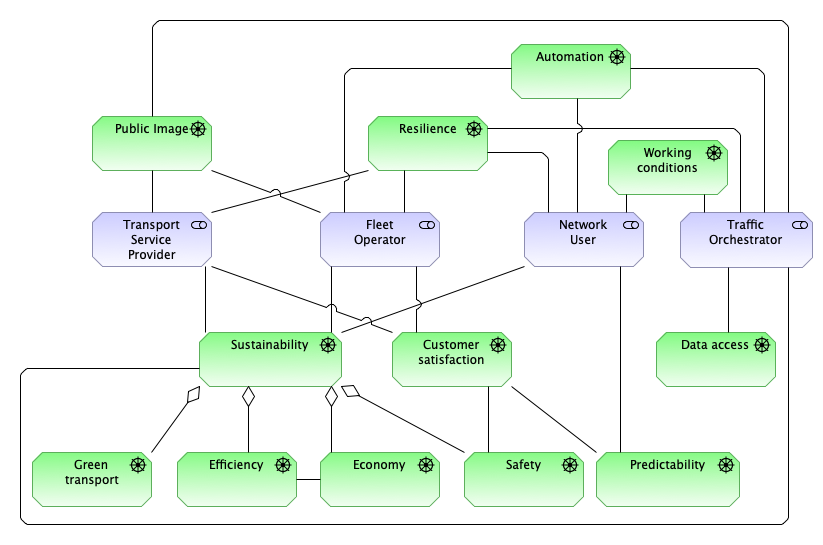 Automation
Public Image
Resilience
Working
conditions
Transport
Service
Provider
Fleet
Operator
Network
User
Traffic
Orchestrator
Sustainability
Customer
satisfaction
Data access
Green
transport
Efficiency
Economy
Safety
Predictability